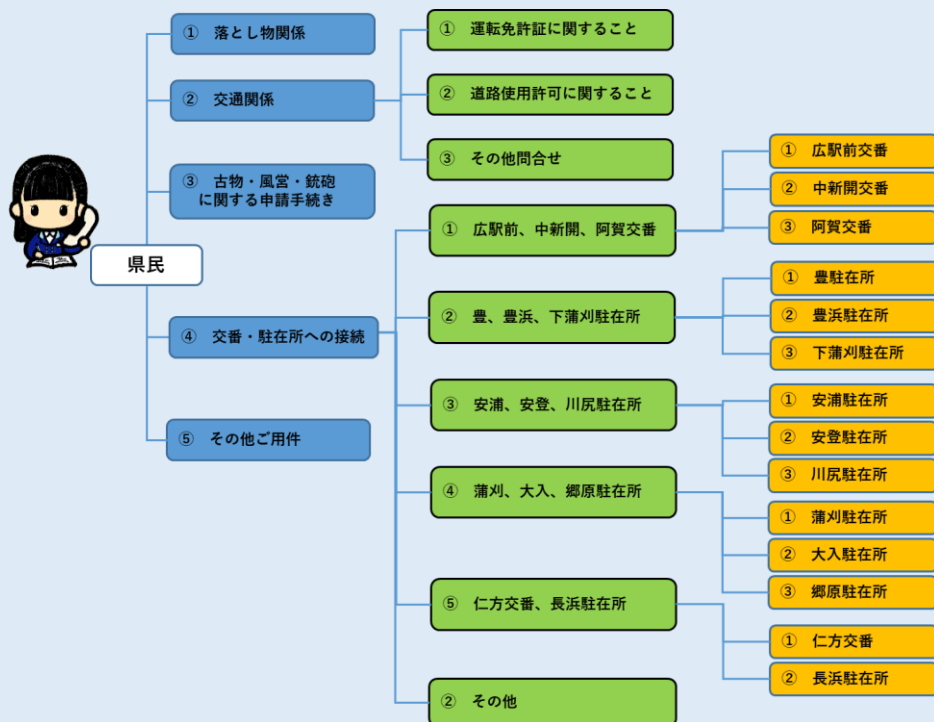 県民
① 落とし物関係
② 交通関係
③ 古物・風営・銃砲
に関する申請手続き
④ 交番・駐在所への接続
⑤ その他ご用件
① 運転免許証に関すること
② 道路使用許可に関すること
③ その他問合せ
① 広駅前、中新開、阿賀交番
② 豊、豊浜、下蒲刈駐在所
③ 安浦、安登、川尻駐在所
④ 蒲刈、大入、郷原駐在所
⑤ 仁方交番、長浜駐在所
② その他
① 広駅前交番
② 中新開交番
③ 阿賀交番
① 豊駐在所
② 豊浜駐在所
③ 下蒲刈駐在所
① 安浦駐在所
② 安登駐在所
③ 川尻駐在所
① 蒲刈駐在所
② 大入駐在所
③ 郷原駐在所
① 仁方交番
② 長浜駐在所